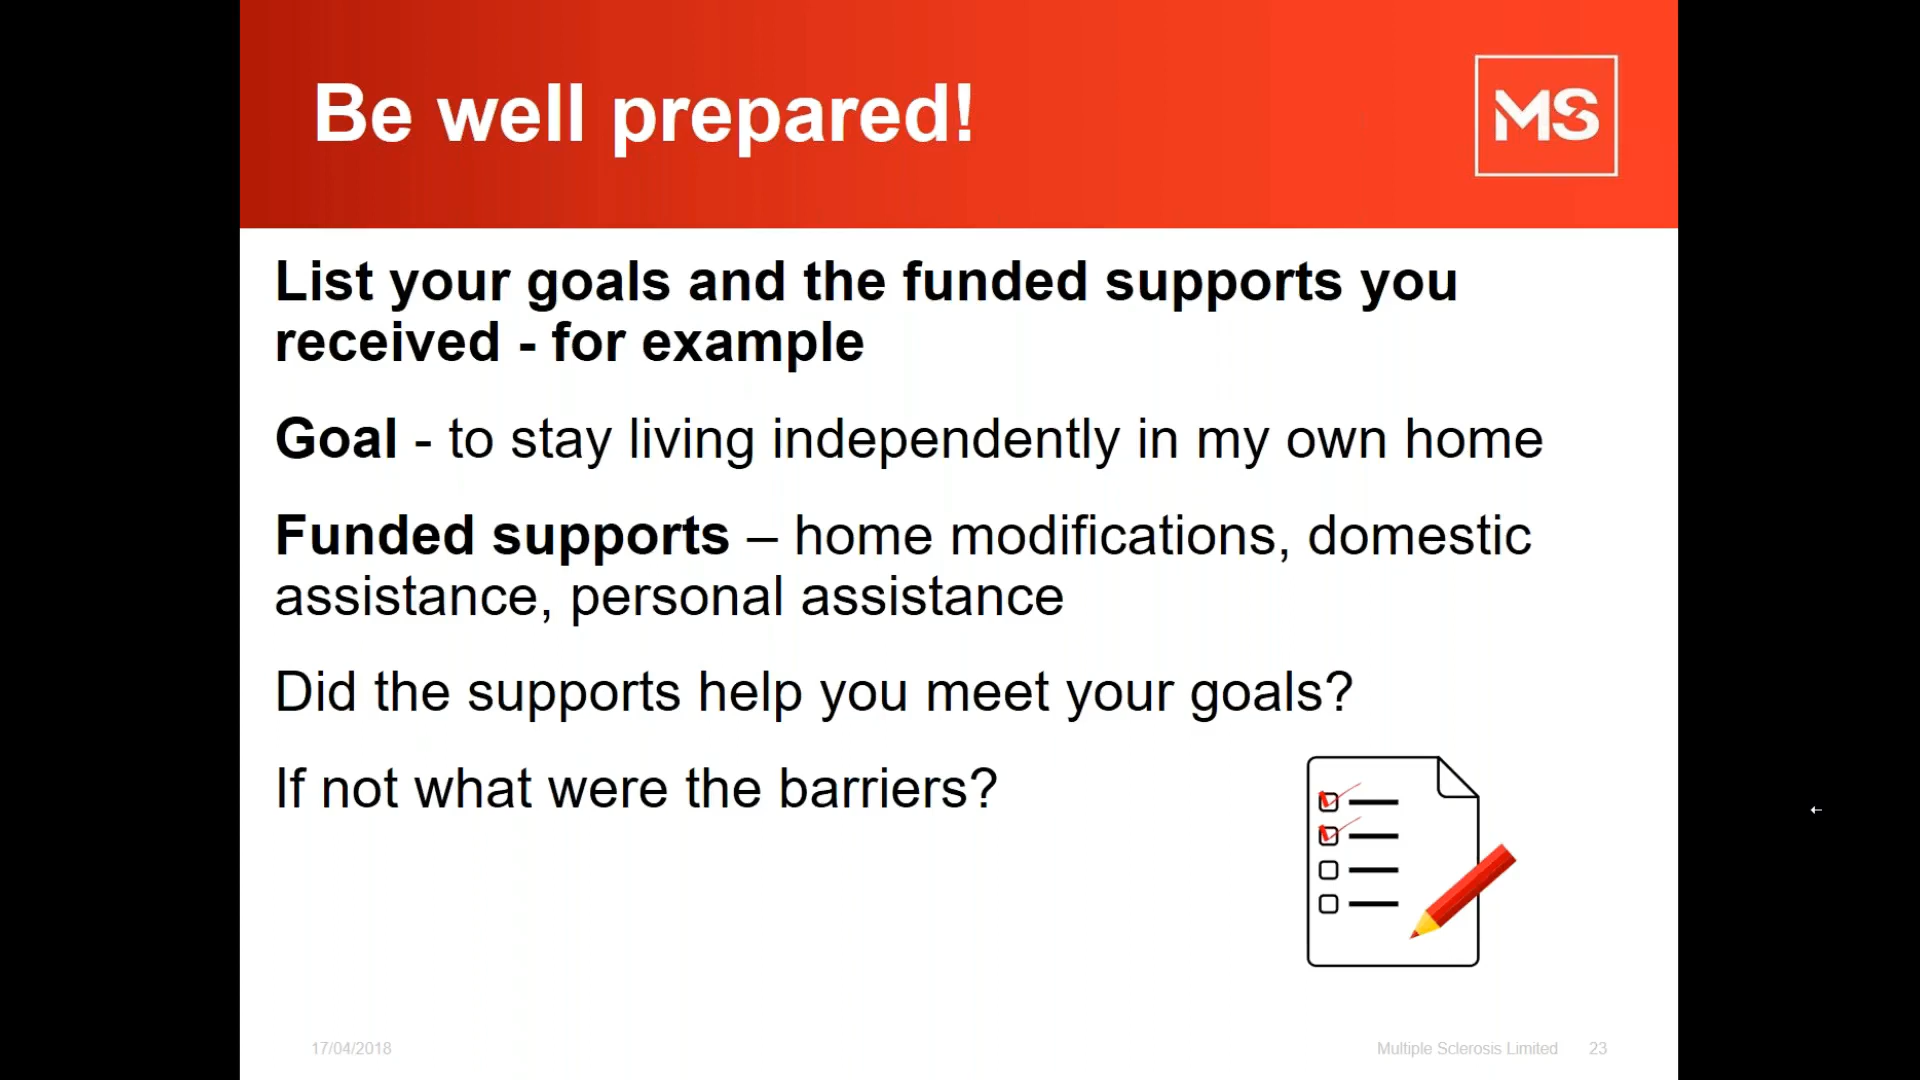 Be well prepared!
MS
List your goals and the funded supports you
received - for example
Goal - to stay living independently in my own home
Funded supports – home modifications, domestic
assistance, personal assistance
Did the supports help you meet your goals?
If not what were the barriers?
17/04/2018
Multiple Sclerosis Limited 23